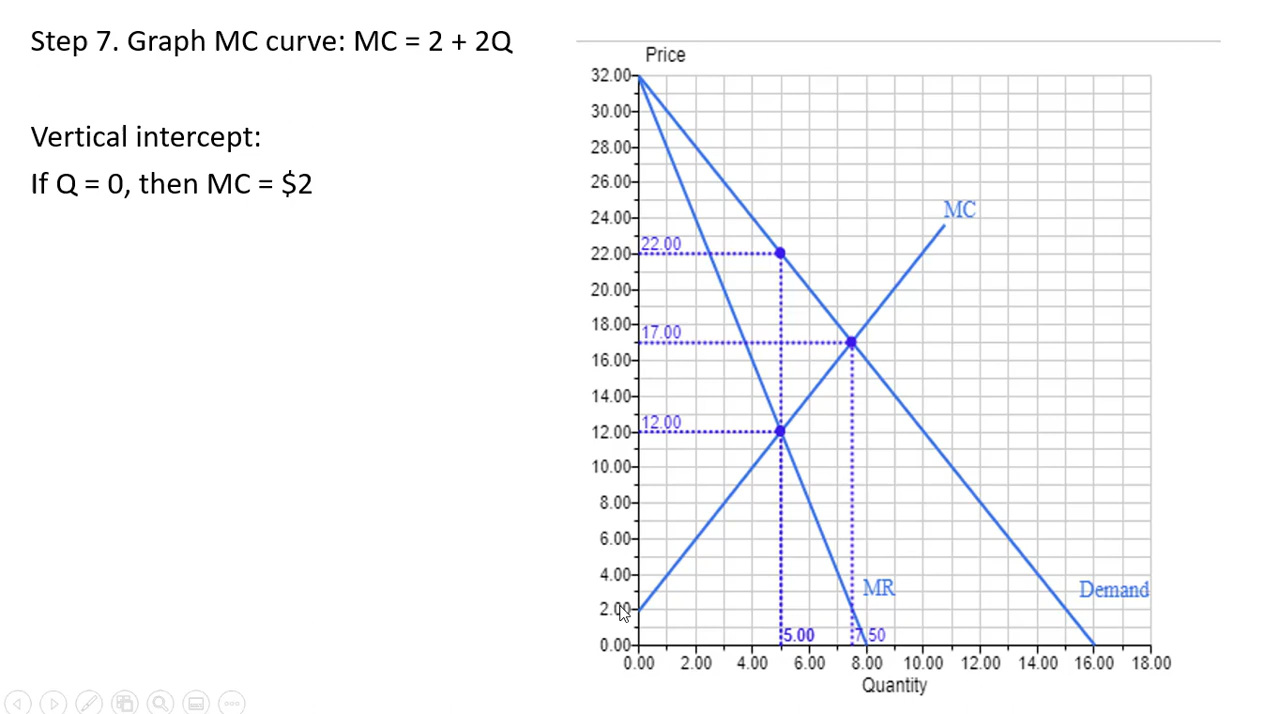 Step 7. Graph MC curve: MC = 2 + 2Q
Vertical intercept:
If Q = 0, then MC = $2
Price
32.00
30.00
28.00
26.00
24.00
22.00
20.00
18.00
16.00
14.00
12.00
10.00
8.00
6.00
4.00
2.00
0.00
22.00
17.00
12.00
MC
MR
Demand
5.00
7.50
0.00 2.00 4.00 6.00 8.00 10.00 12.00 14.00 16.00 18.00
Quantity